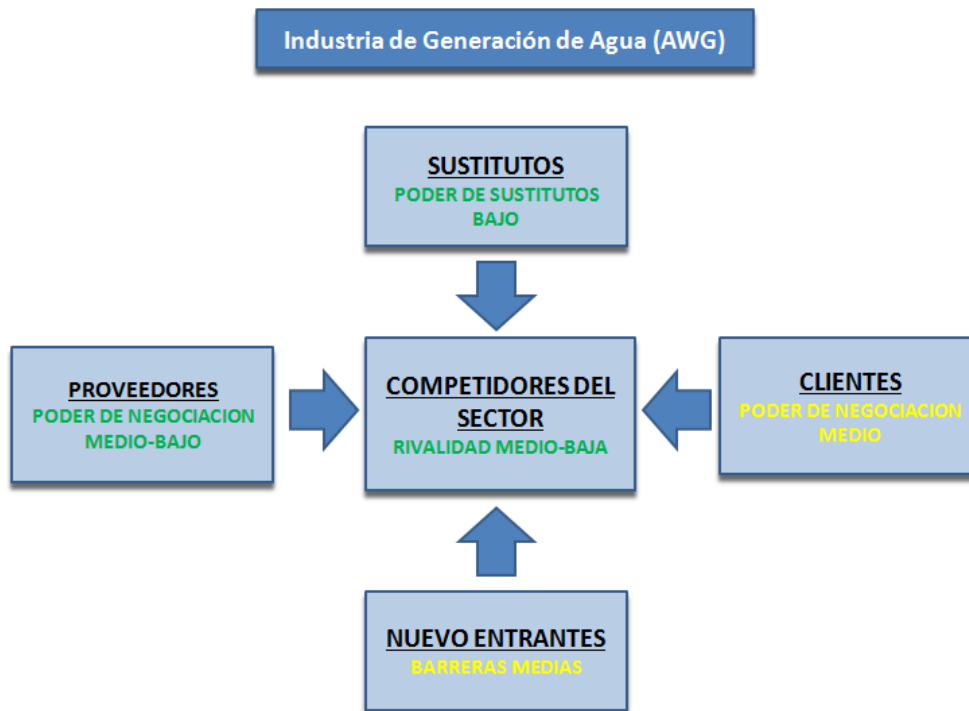 Industria de Generación de Agua (AWG)
SUSTITUTOS
PODER DE SUSTITUTOS
BAJO
PROVEEDORES
PODER DE NEGOCIACION
MEDIO-BAJO
COMPETIDORES DEL
SECTOR
RIVALIDAD MEDIO-BAJA
CLIENTES
PODER DE NEGOCIACION
MEDIO
NUEVO ENTRANTES
BARRERAS MEDIAS